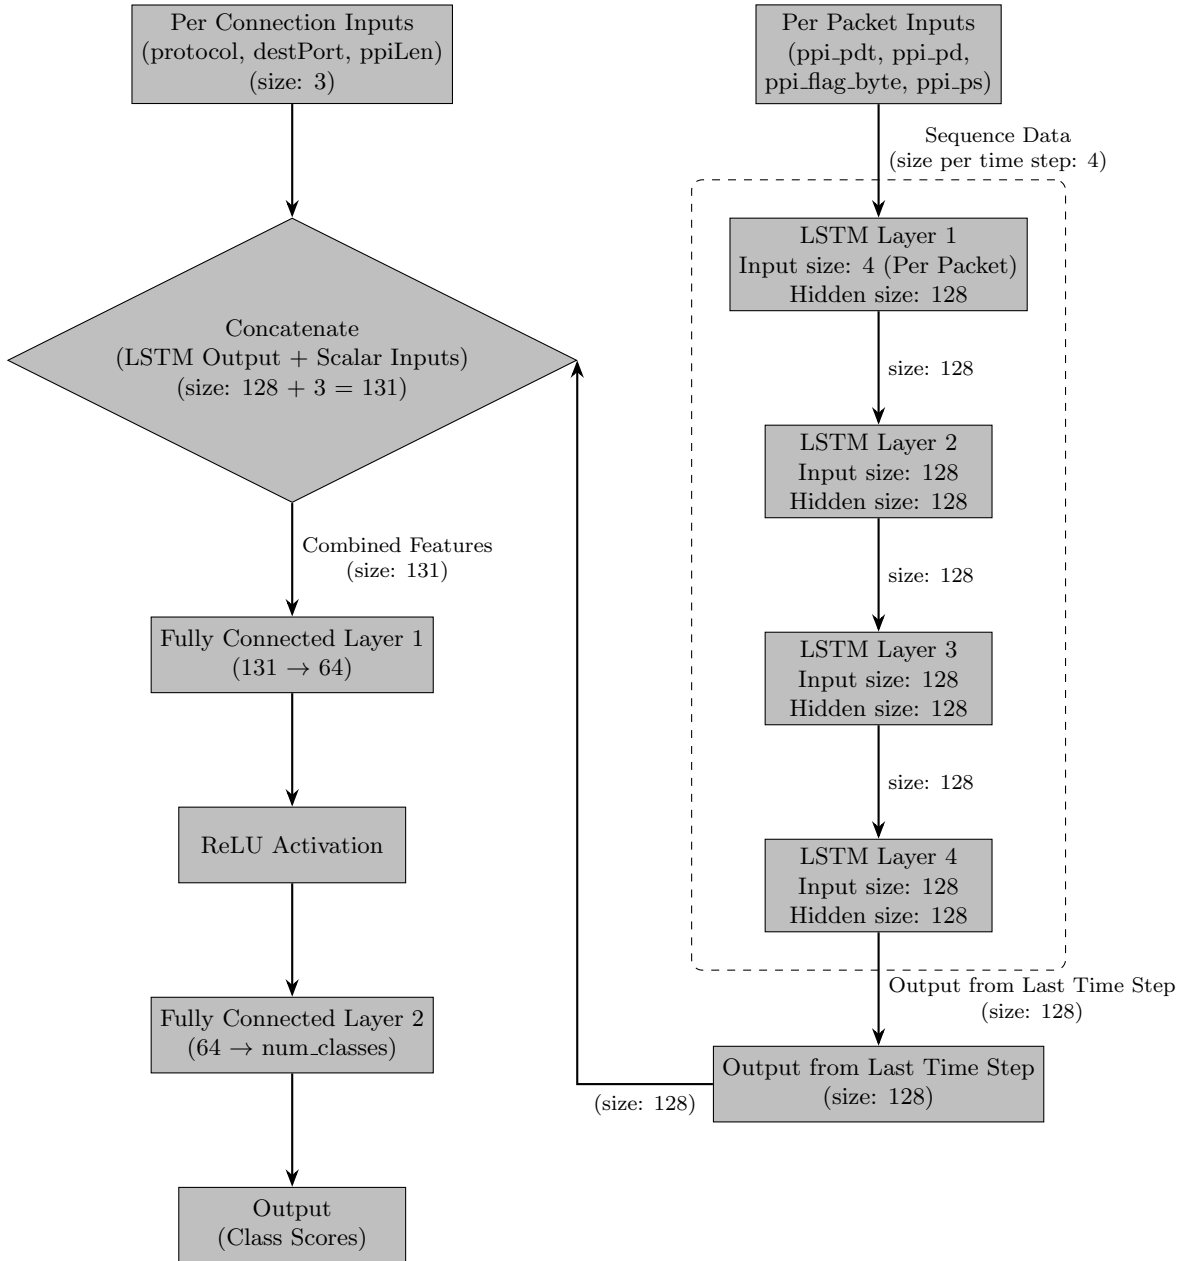 Per Connection Inputs
(protocol, destPort, ppiLen)
(size: 3)
Per Packet Inputs
(ppi_pdt, ppi_pd,
ppi_flag_byte, ppi_ps)
Sequence Data
(size per time step: 4)
LSTM Layer 1
Input size: 4 (Per Packet)
Hidden size: 128
size: 128
LSTM Layer 2
Input size: 128
Hidden size: 128
size: 128
LSTM Layer 3
Input size: 128
Hidden size: 128
size: 128
LSTM Layer 4
Input size: 128
Hidden size: 128
Output from Last Time Step
(size: 128)
Output from Last Time Step
(size: 128)
(size: 128)
Concatenate
(LSTM Output + Scalar Inputs)
(size: 128 + 3 = 131)
Combined Features
(size: 131)
Fully Connected Layer 1
(131 → 64)
ReLU Activation
Fully Connected Layer 2
(64 → num_classes)
Output
(Class Scores)